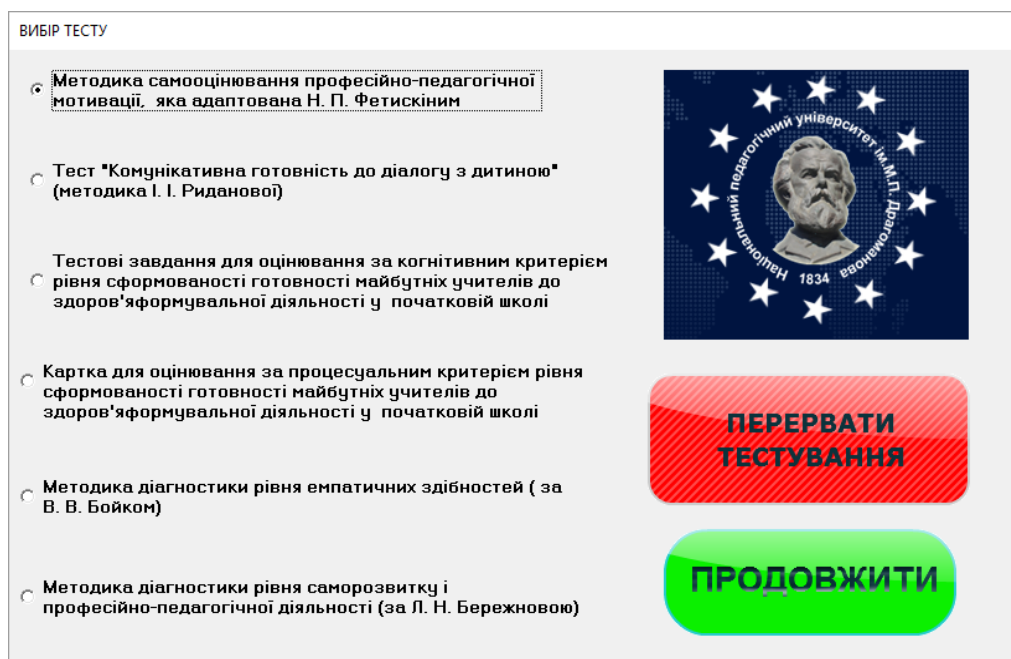 ВИБІР ТЕСТУ
Методика самооцінювання професійно-педагогічної
мотивації, яка адаптована Н. П. Фетискіним
Тест "Комунікативна готовність до діалогу з дитиною"
(методика І. І. Риданової)
Тестові завдання для оцінювання за когнітивним критерієм
рівня сформованості готовності майбутніх учителів до
здоров'яформувальної діяльності у початковій школі
Картка для оцінювання за процесуальним критерієм рівня
сформованості готовності майбутніх учителів до
здоров'яформувальної діяльності у початковій школі
Методика діагностики рівня емпатичних здібностей ( за
В. В. Бойком)
Методика діагностики рівня саморозвитку і
професійно-педагогічної діяльності (за Л. Н. Бережновою)
Національний педагогічний університет ім.М.П. Драгоманова
1834
ПЕРЕРВАТИ
ТЕСТУВАННЯ
ПРОДОВЖИТИ